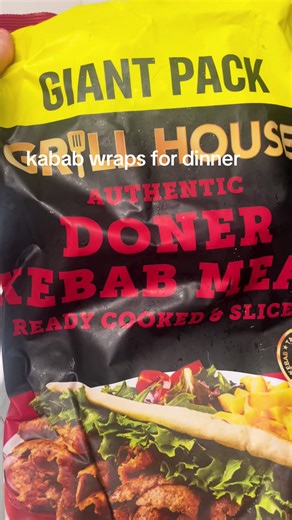 GIANT PACK
GRILL HOUSE
kabab wraps for dinner
AUTHENTIC
DONER
KEBAB MEA
READY COOKED & SLICE